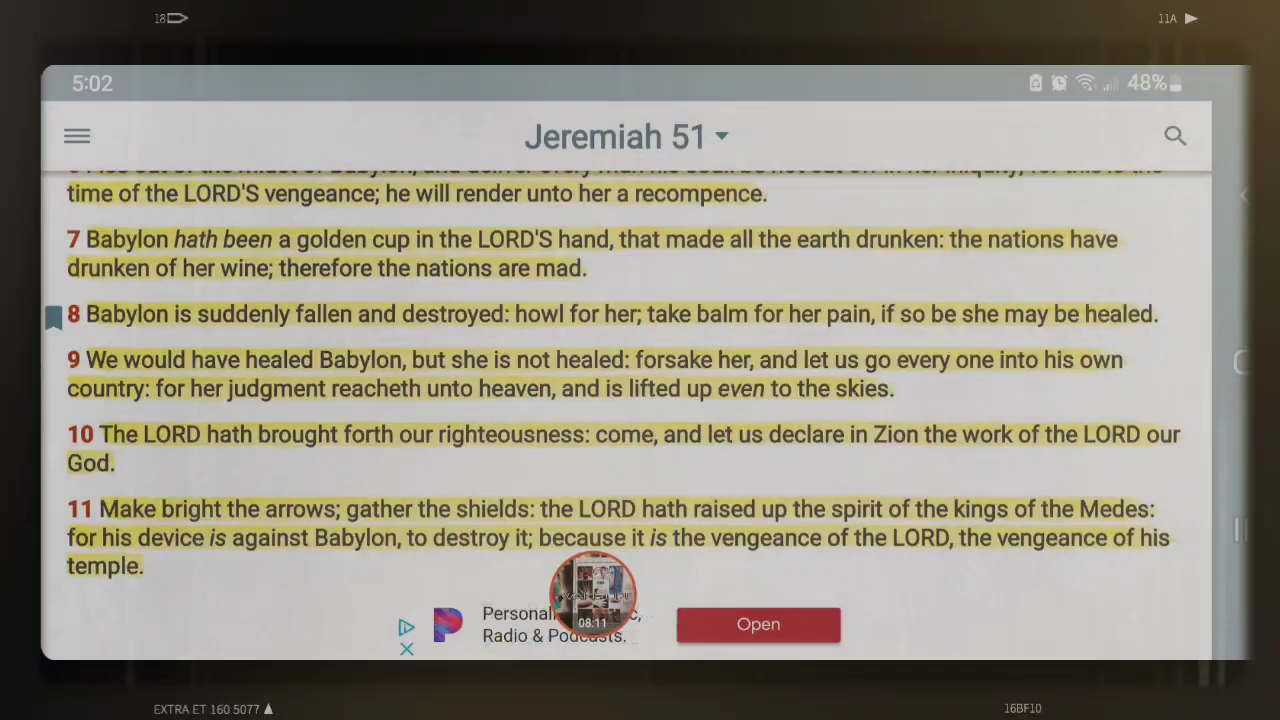 18
11A
5:02
48%
Jeremiah 51
time of the LORD'S vengeance; he will render unto her a recompence.
7 Babylon hath been a golden cup in the LORD'S hand, that made all the earth drunken: the nations have
drunken of her wine; therefore the nations are mad.
8 Babylon is suddenly fallen and destroyed: howl for her; take balm for her pain, if so be she may be healed.
9 We would have healed Babylon, but she is not healed: forsake her, and let us go every one into his own
country: for her judgment reacheth unto heaven, and is lifted up even to the skies.
10 The LORD hath brought forth our righteousness: come, and let us declare in Zion the work of the LORD our
God.
11 Make bright the arrows; gather the shields: the LORD hath raised up the spirit of the kings of the Medes:
for his device is against Babylon, to destroy it; because it is the vengeance of the LORD, the vengeance of his
temple.
08:11
Radio & Podcasts.
Open
EXTRA ET 160 5077
16BF10